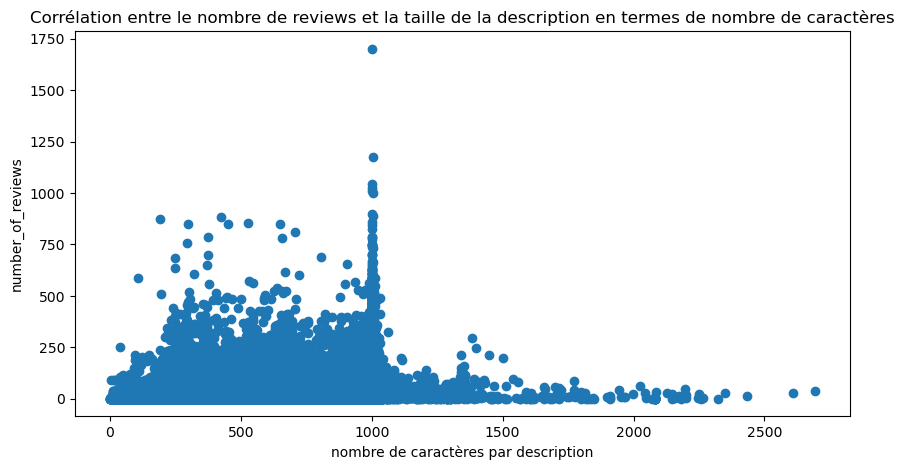 Corrélation entre le nombre de reviews et la taille de la description en termes de nombre de caractères
1750
1500
1250
1000
750
500
250
0
number_of_reviews
0 500 1000 1500 2000 2500
nombre de caractères par description